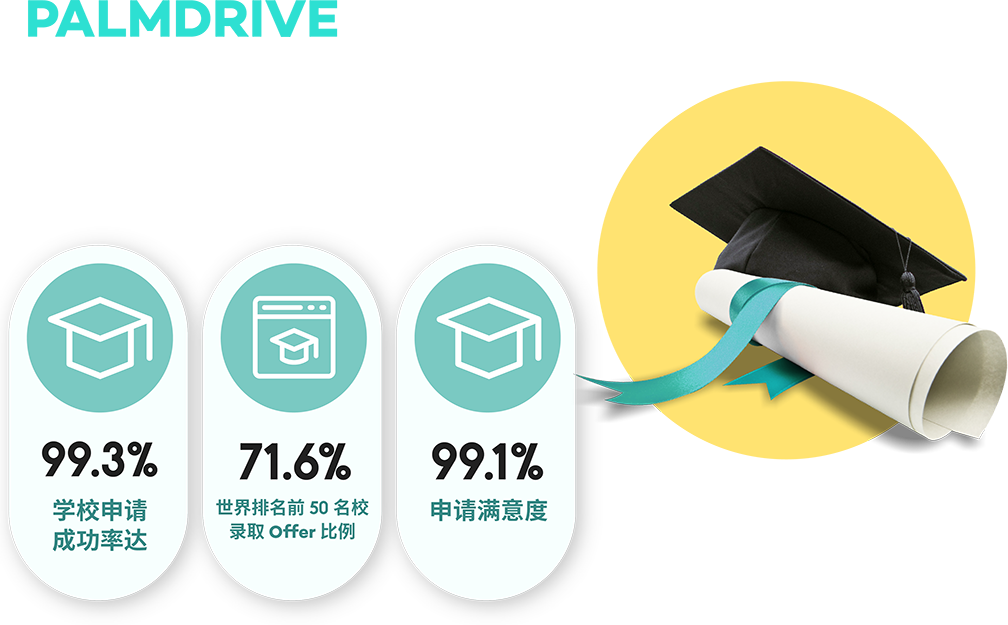 PALMDRIVE
99.3%
学校申请
成功率达
71.6%
世界排名前 50 名校
录取 Offer 比例
99.1%
申请满意度